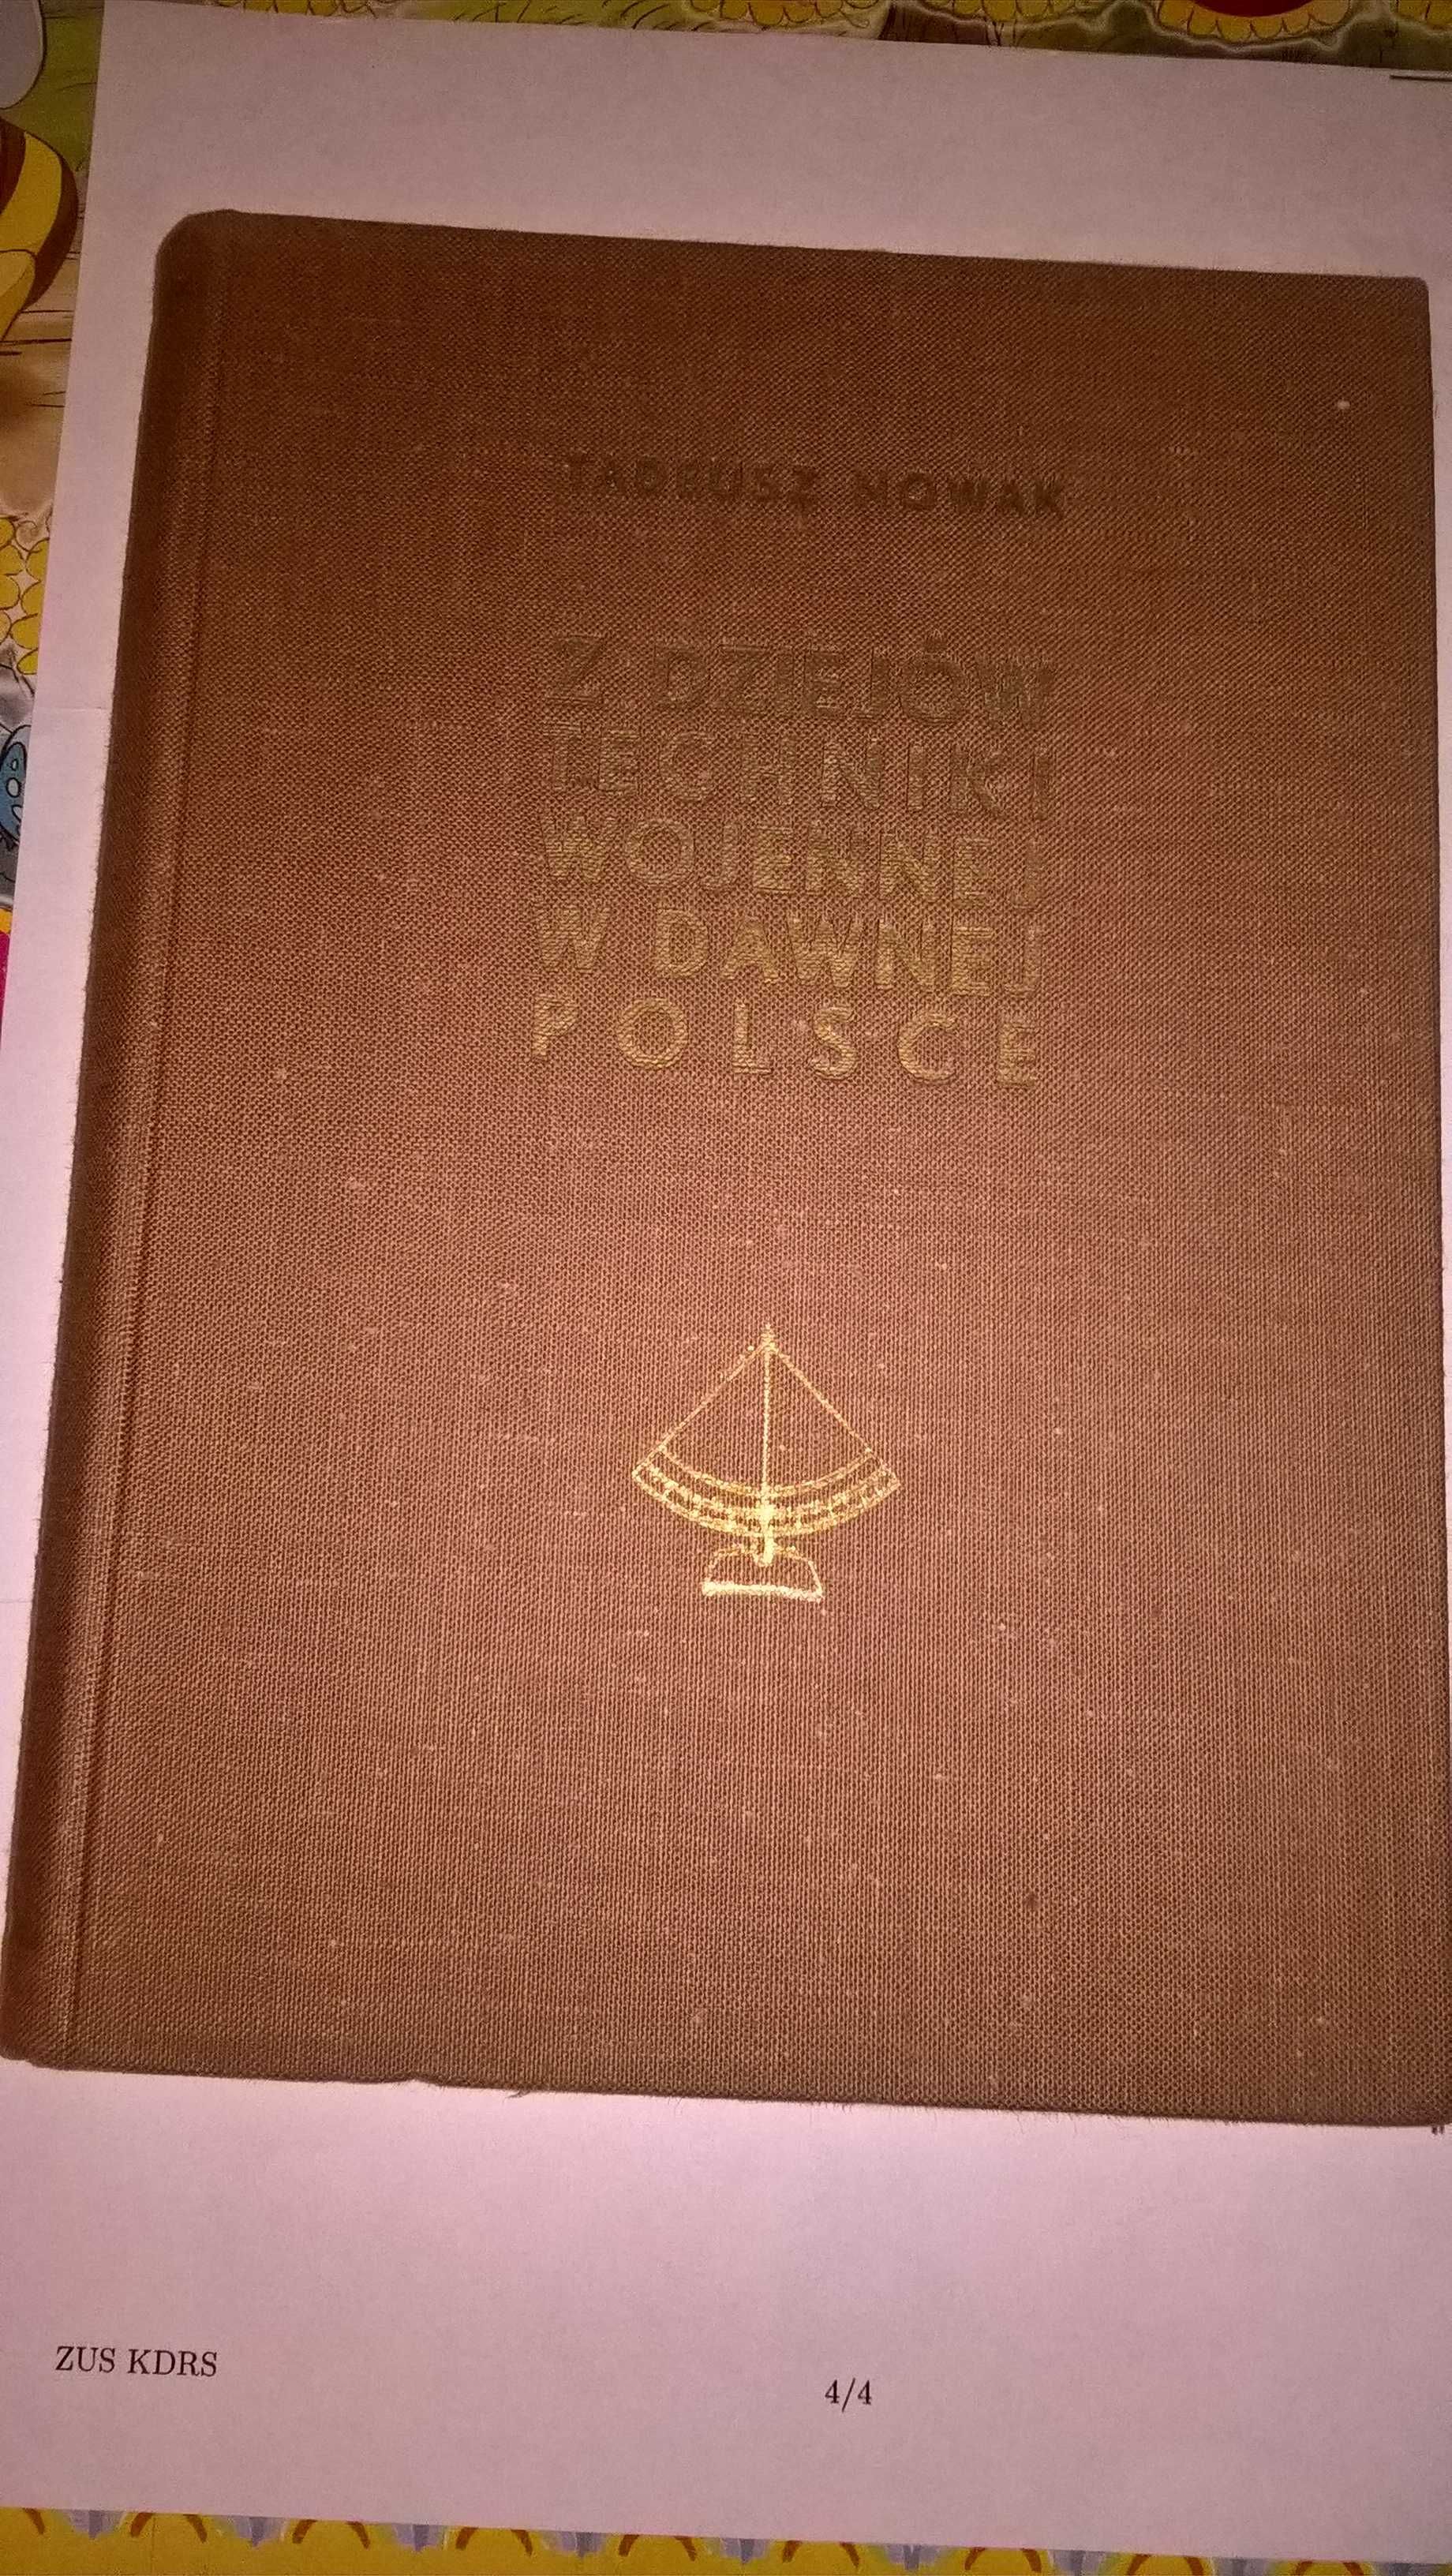 TADEUSZ NOWAK
Z DZIEJÓW
TECHNIKI
WOJENNEJ
W DAWNEJ
POLSCE
ZUS KDRS
4/4